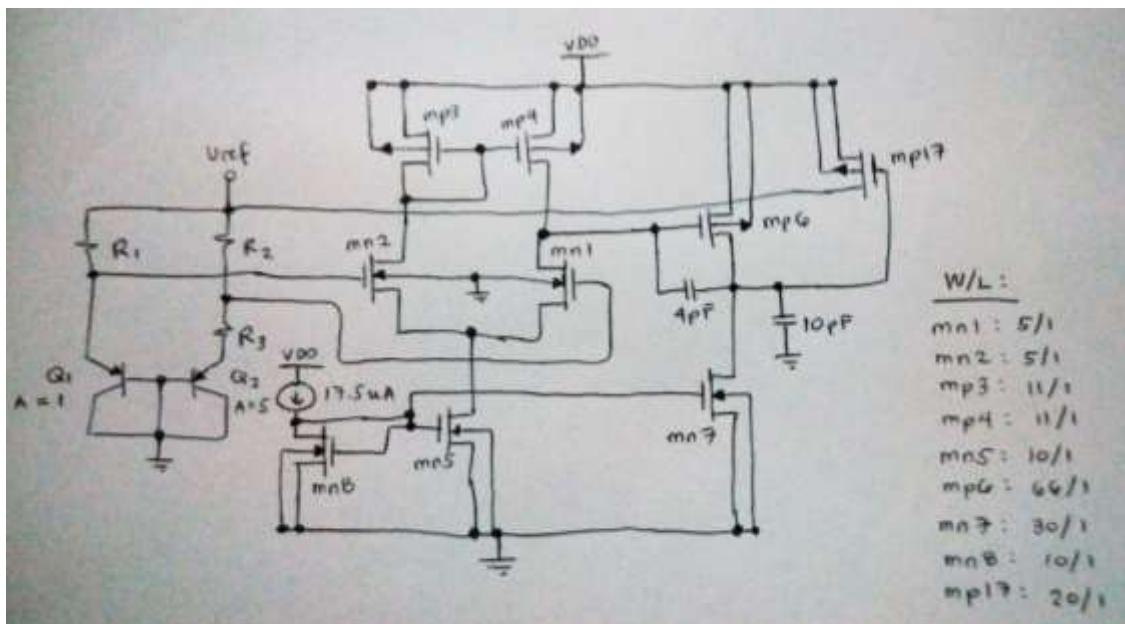 VDD
mp3
mp4
mp17
Vref
mp6
R1
R2
mn2
mn1
4pF
10pF
R3
VDD
Q1
A=1
Q2
A=5
17.5uA
mn5
mn7
mn8
W/L:
mn1: 5/1
mn2: 5/1
mp3: 11/1
mp4: 11/1
mn5: 10/1
mp6: 66/1
mn7: 30/1
mn8: 10/1
mp17: 20/1